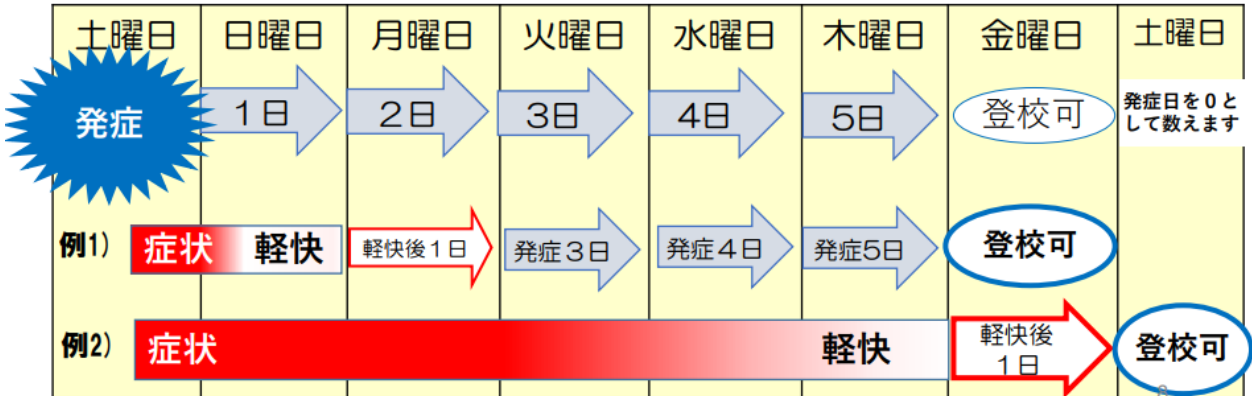 土曜日 日曜日 月曜日 火曜日 水曜日 木曜日 金曜日 土曜日
発症 1日 2日 3日 4日 5日 登校可
発症日を０と
して数えます
例1) 症状 軽快 軽快後１日 発症３日 発症４日 発症5日 登校可
例2) 症状 軽快
軽快後
１日
登校可